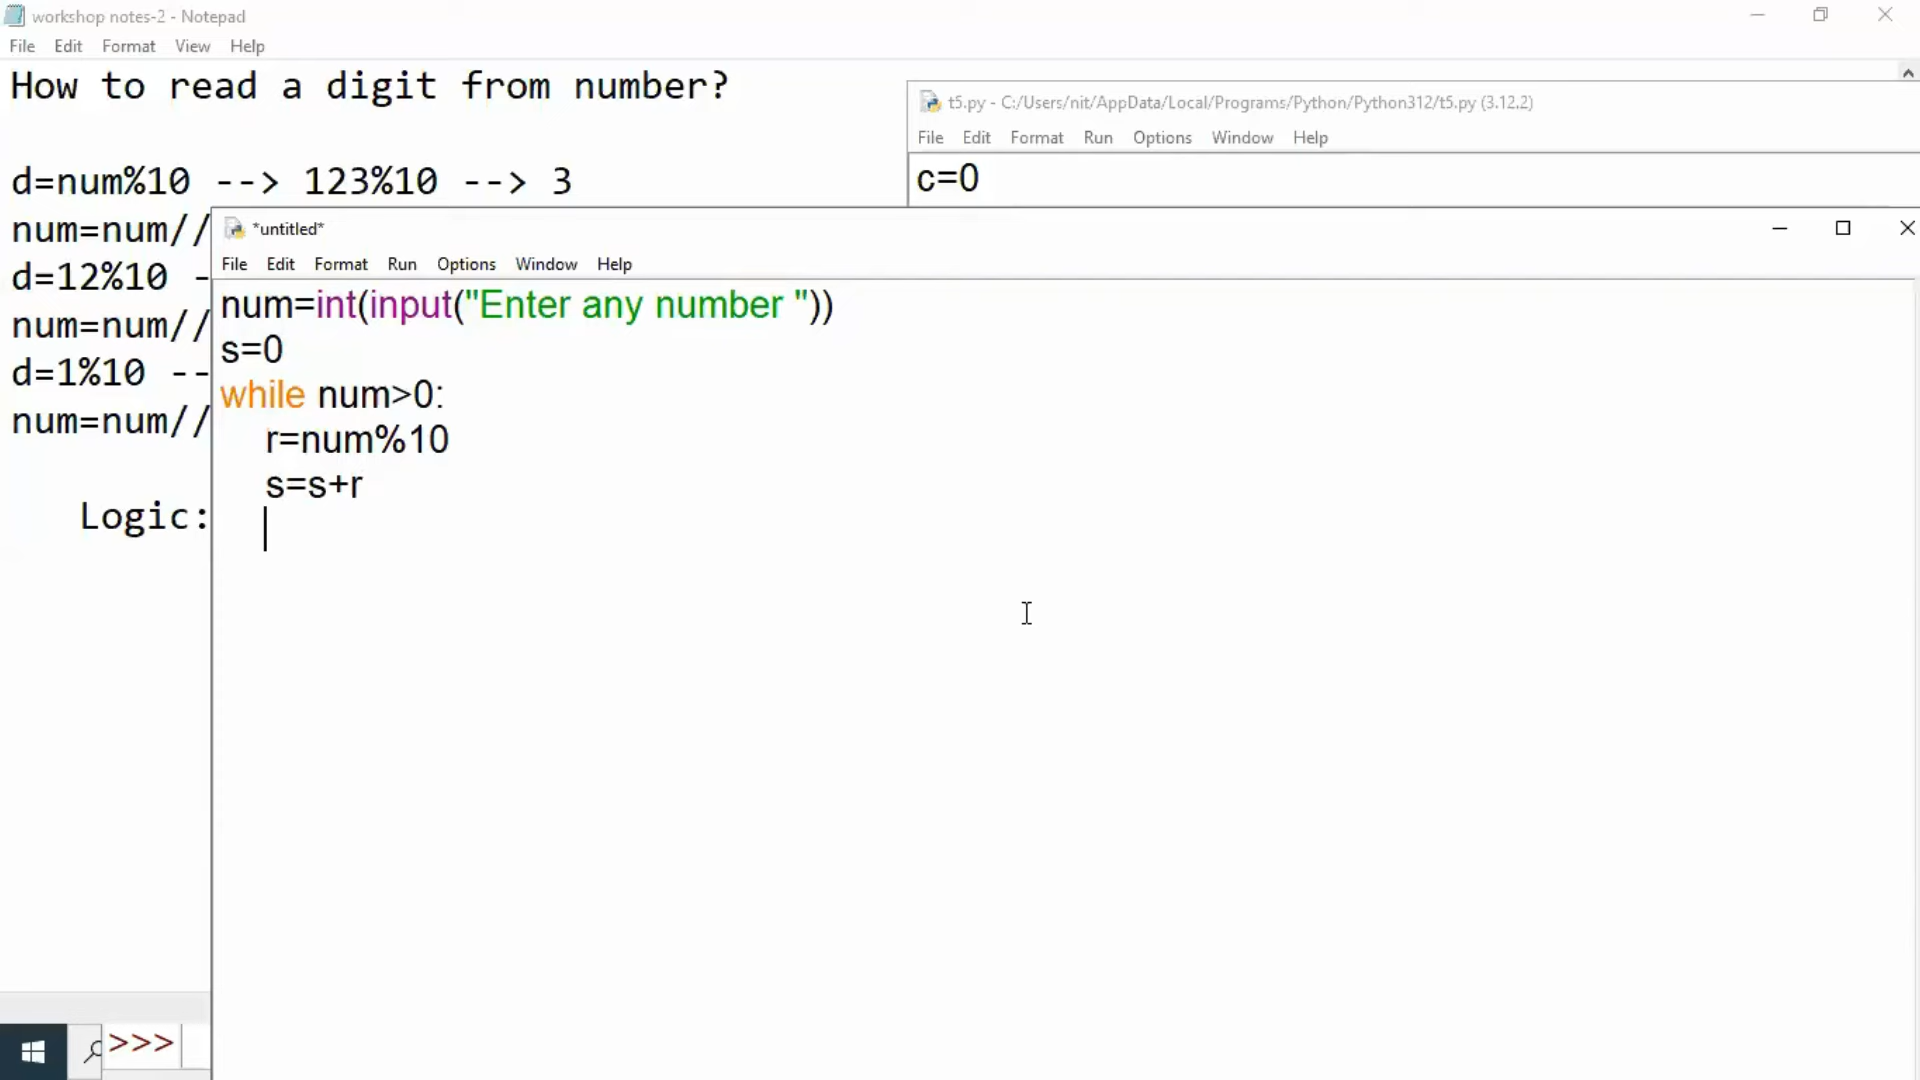 workshop notes-2 - Notepad
File Edit Format View Help
How to read a digit from number?
d=num%10 --> 123%10 --> 3
num=num//
d=12%10 -
num=num//
d=1%10 --
num=num//
Logic:
t5.py - C:/Users/nit/AppData/Local/Programs/Python/Python312/t5.py (3.12.2)
File Edit Format Run Options Window Help
c=0
*untitled*
File Edit Format Run Options Window Help
num=int(input("Enter any number "))
s=0
while num>0:
r=num%10
s=s+r
>>>